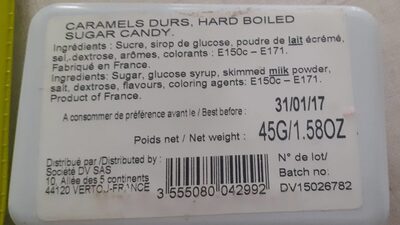 CARAMELS DURS, HARD BOILED
SUGAR CANDY.
Ingrédients : Sucre, sirop de glucose, poudre de lait écrémé,
sel, dextrose, arômes, colorants : E150c – E171.
Fabriqué en France.
Ingredients: Sugar, glucose syrup, skimmed milk powder,
salt, dextrose, flavours, coloring agents: E150c – E171.
Product of France.
A consommer de préférence avant le / Best before :
31/01/17
Poids net / Net weight : 45G/1.58OZ
Distribué par /Distributed by :
Société DV SAS
10, Allée des 5 continents
44120 VERTOU-FRANCE
3 555080 042992
N° de lot/
Batch no:
DV15026782